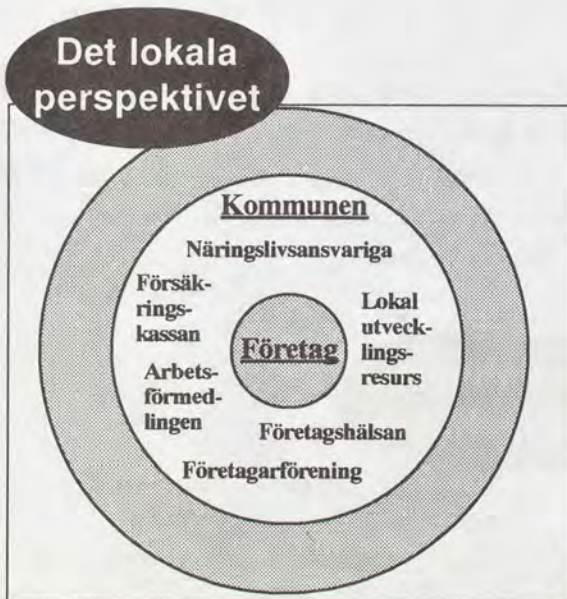 Det lokala
perspektivet
Kommunen
Näringslivsansvariga
Försäk-
rings-
kassan
Arbets-
förmed-
lingen
Företag
Lokal
utveck-
lings-
resurs
Företagshälsan
Företagarförening